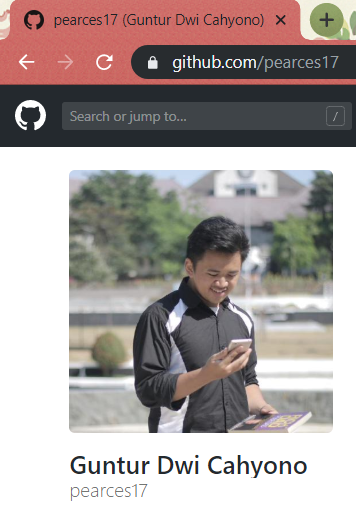 pearces17 (Guntur Dwi Cahyono)
github.com/pearces17
Search or jump to...
/
Guntur Dwi Cahyono
pearces17